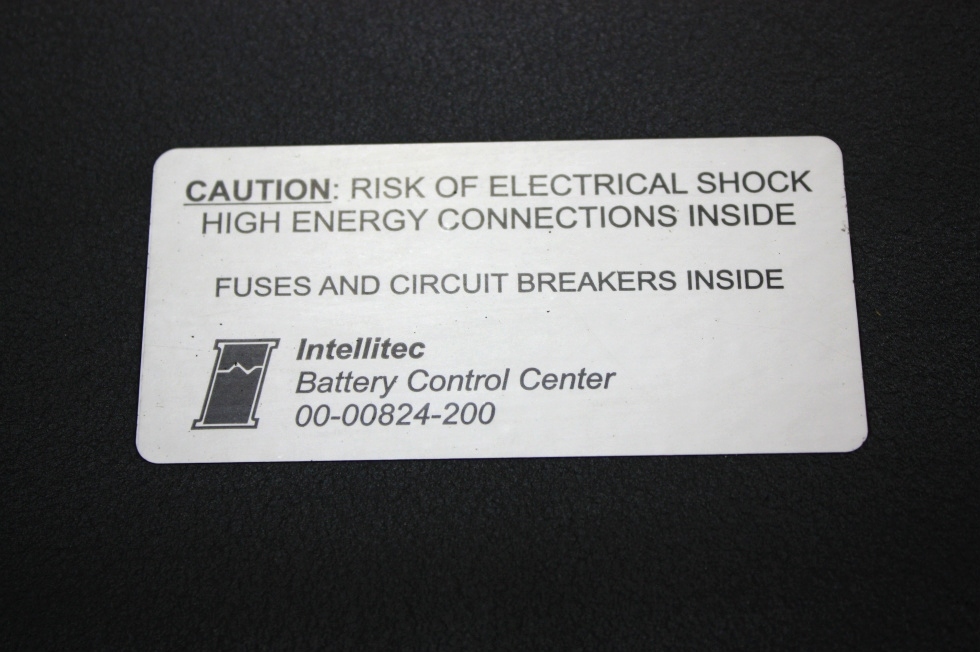 CAUTION: RISK OF ELECTRICAL SHOCK
HIGH ENERGY CONNECTIONS INSIDE
FUSES AND CIRCUIT BREAKERS INSIDE
Intellitec
Battery Control Center
00-00824-200